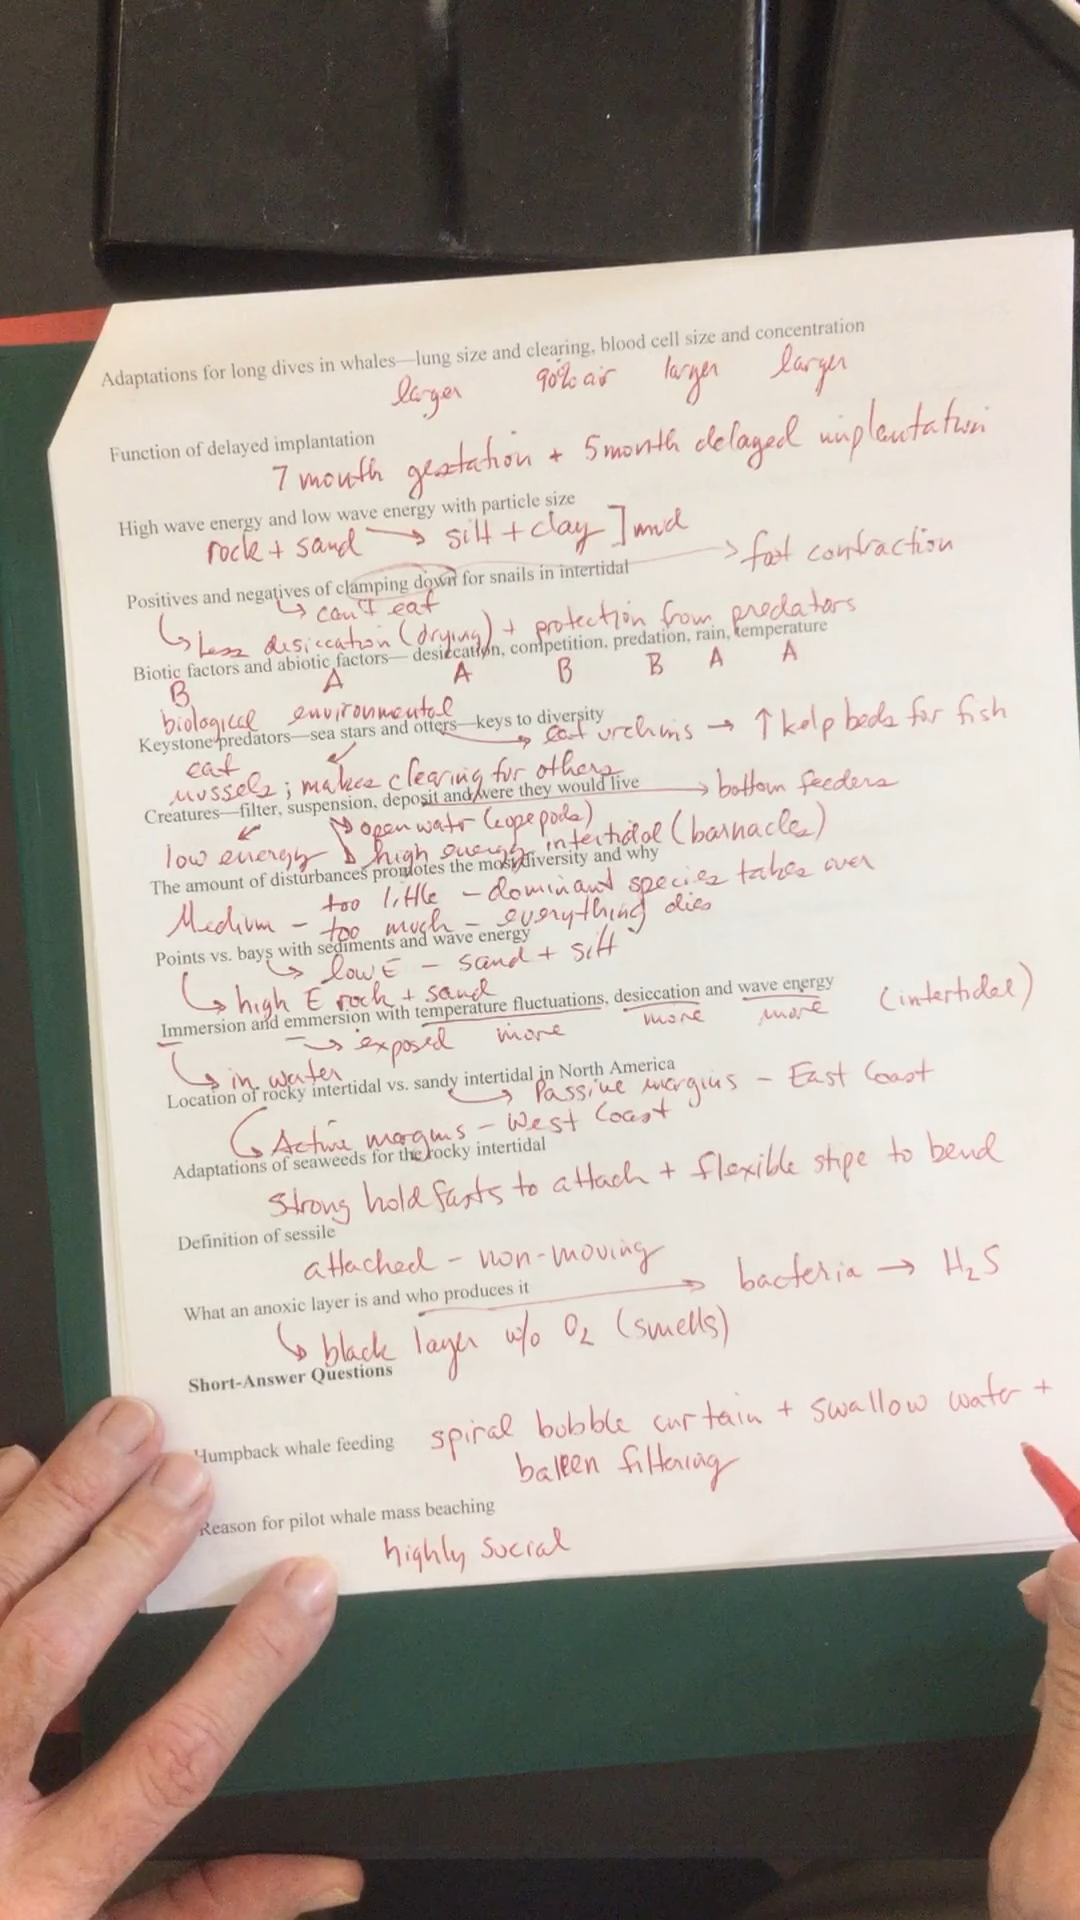 Adaptations for long dives in whales—lung size and clearing, blood cell size and concentration
larger 90% air larger larger
Function of delayed implantation
7 month gestation + 5 month delayed implantation
High wave energy and low wave energy with particle size
rock + sand → silt + clay ] mud
Positives and negatives of clamping down for snails in intertidal → foot contraction
↳ can't eat
↳ Less desiccation (drying) + protection from predators
Biotic factors and abiotic factors— desiccation, competition, predation, rain, temperature
B A A B B A A
biological environmental
Keystone predators—sea stars and otters—keys to diversity
→ eat urchins → ↑ kelp beds for fish
eat
mussels; makes clearing for others
Creatures—filter, suspension, deposit and were they would live → bottom feeders
open water (copepods)
low energy high energy intertidal (barnacles)
The amount of disturbances promotes the most diversity and why
too little - dominant species takes over
Medium - too much - everything dies
Points vs. bays with sediments and wave energy
↳ low E - sand + silt
↳ high E rock + sand
Immersion and emmersion with temperature fluctuations, desiccation and wave energy (intertidal)
→ exposed more more more
↳ in water
Location of rocky intertidal vs. sandy intertidal in North America
→ Passive margins - East Coast
↳ Active margins - West Coast
Adaptations of seaweeds for the rocky intertidal
Strong holdfasts to attach + flexible stipe to bend
Definition of sessile
attached - non-moving
What an anoxic layer is and who produces it → bacteria → H₂S
↳ black layer w/o O₂ (smells)
Short-Answer Questions
Humpback whale feeding spiral bubble curtain + swallow water +
baleen filtering
Reason for pilot whale mass beaching
highly social